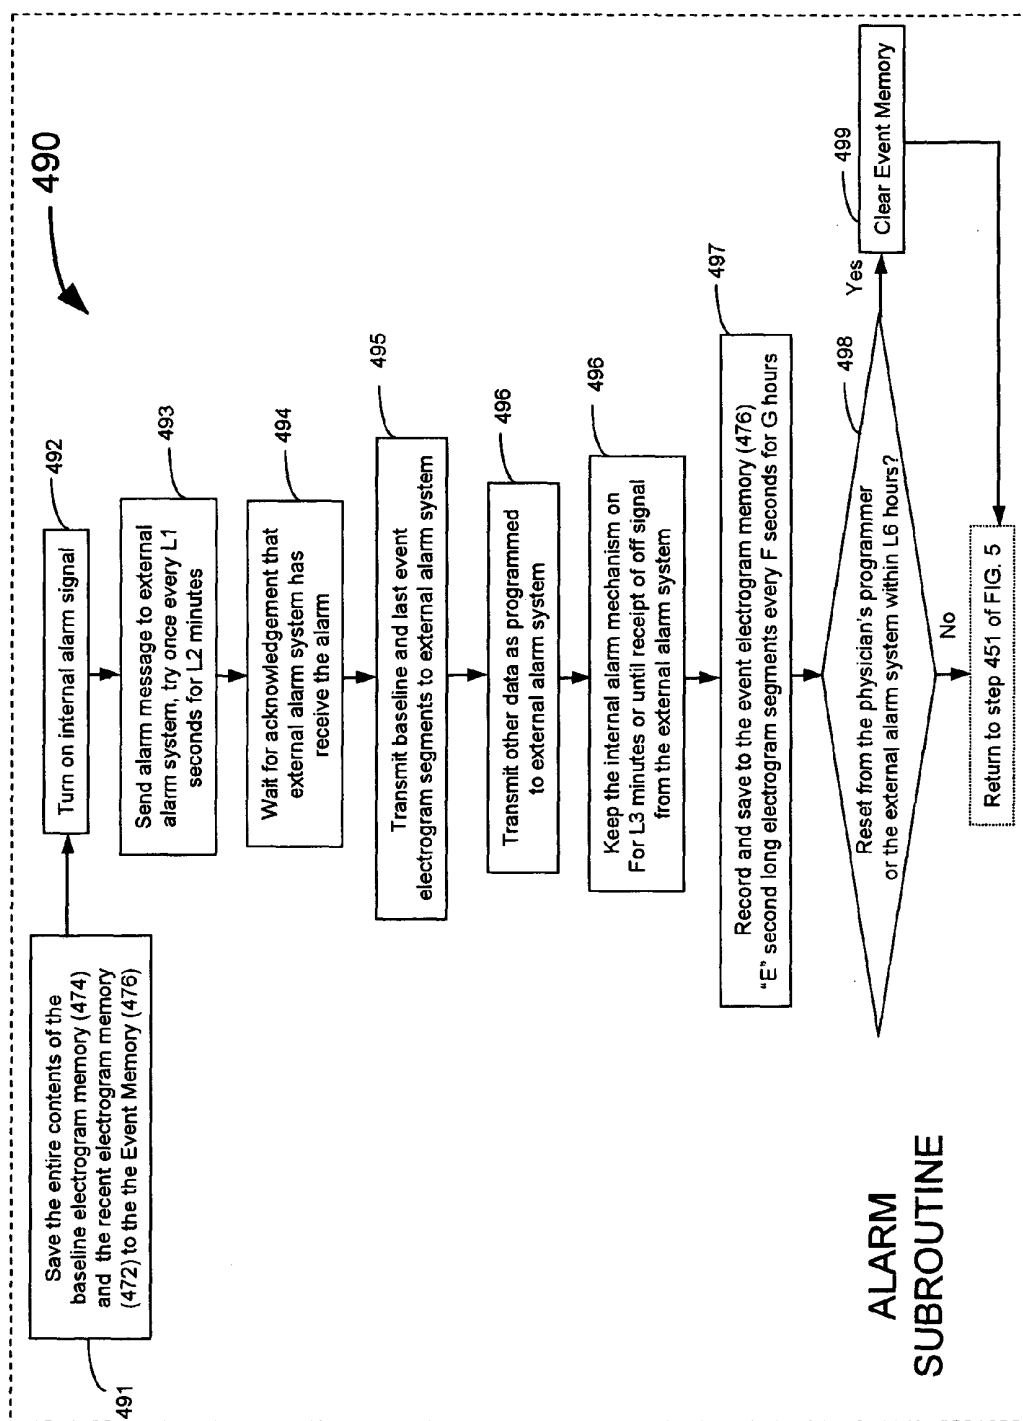 490
491
Save the entire contents of the
baseline electrogram memory (474)
and the recent electrogram memory
(472) to the the Event Memory (476)
492
Turn on internal alarm signal
493
Send alarm message to external
alarm system, try once every L1
seconds for L2 minutes
494
Wait for acknowledgement that
external alarm system has
receive the alarm
495
Transmit baseline and last event
electrogram segments to external alarm system
496
Transmit other data as programmed
to external alarm system
496
Keep the internal alarm mechanism on
For L3 minutes or until receipt of off signal
from the external alarm system
497
Record and save to the event electrogram memory (476)
“E” second long electrogram segments every F seconds for G hours
498
Reset from the physician's programmer
or the external alarm system within L6 hours?
Yes
499
Clear Event Memory
No
Return to step 451 of FIG. 5
ALARM
SUBROUTINE